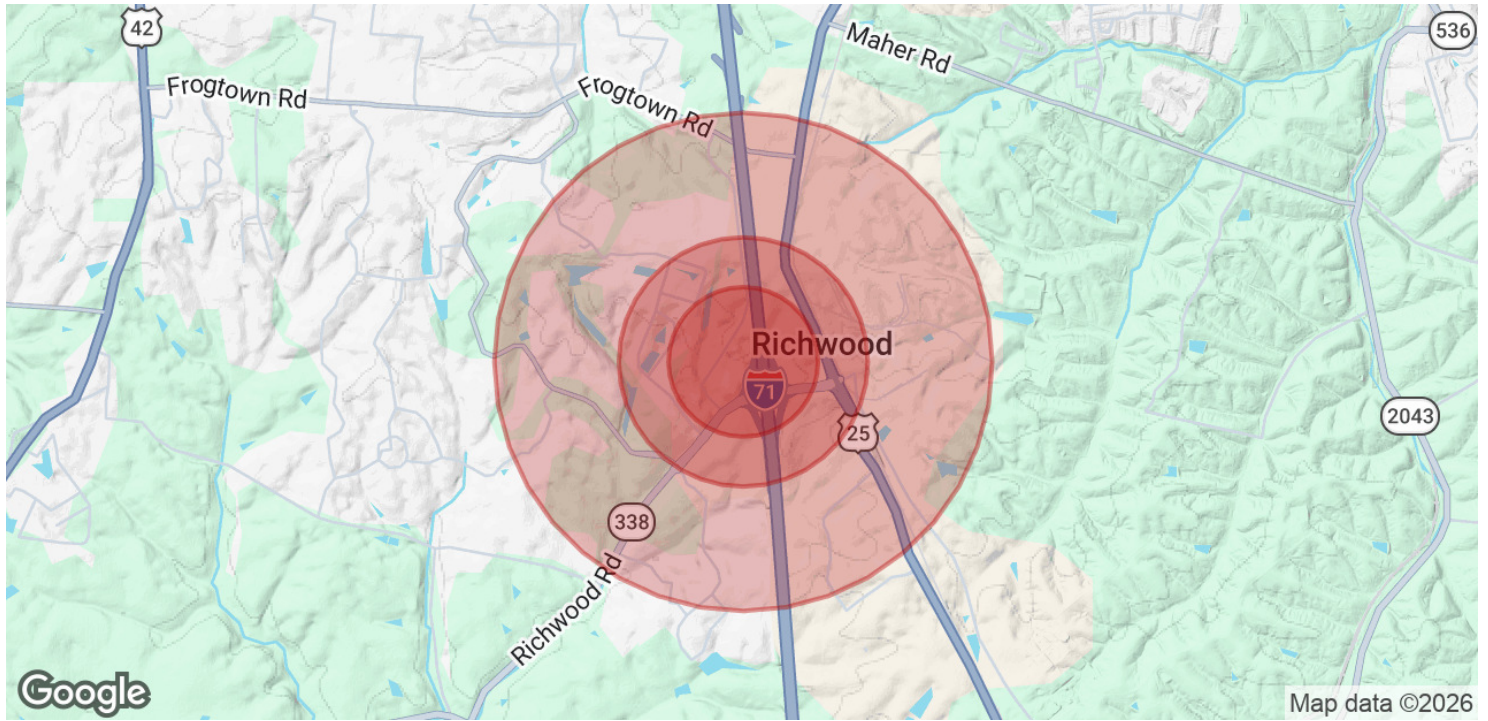 42
536
Maher Rd
Frogtown Rd
Frogtown Rd
Richwood
71
25
2043
338
Richwood Rd
Google
Map data ©2026